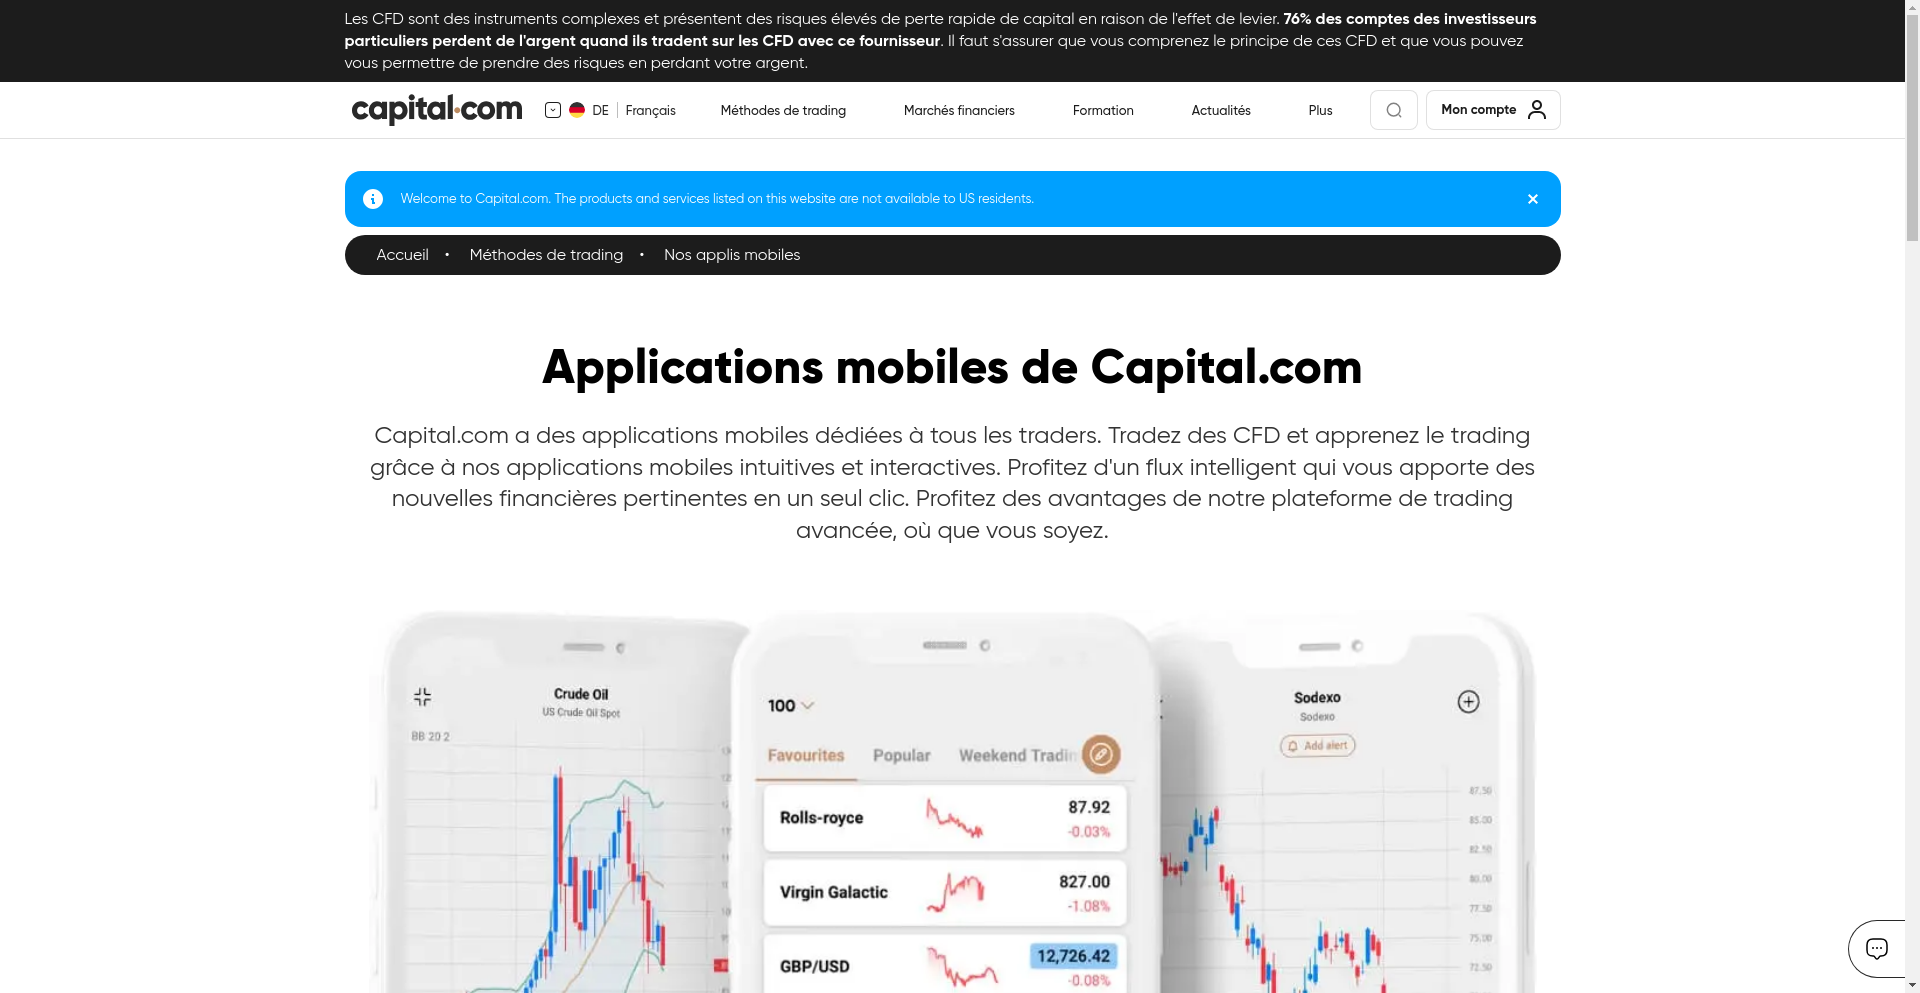 Les CFD sont des instruments complexes et présentent des risques élevés de perte rapide de capital en raison de l'effet de levier. 76% des comptes des investisseurs
particuliers perdent de l'argent quand ils tradent sur les CFD avec ce fournisseur. Il faut s'assurer que vous comprenez le principe de ces CFD et que vous pouvez
vous permettre de prendre des risques en perdant votre argent.
capital.com
DE Français
Méthodes de trading
Marchés financiers
Formation
Actualités
Plus
Mon compte
Welcome to Capital.com. The products and services listed on this website are not available to US residents.
Accueil • Méthodes de trading • Nos applis mobiles
Applications mobiles de Capital.com
Capital.com a des applications mobiles dédiées à tous les traders. Tradez des CFD et apprenez le trading
grâce à nos applications mobiles intuitives et interactives. Profitez d'un flux intelligent qui vous apporte des
nouvelles financières pertinentes en un seul clic. Profitez des avantages de notre plateforme de trading
avancée, où que vous soyez.
Crude Oil
US Crude Oil Spot
BB 20 2
100
Favourites Popular Weekend Tradin
Rolls-royce 87.92
-0.03%
Virgin Galactic 827.00
-1.08%
GBP/USD 12,726.42
-0.08%
Sodexo
Sodexo
Add alert
87.50
85.00
82.50
80.00
77.50
75.00
72.50